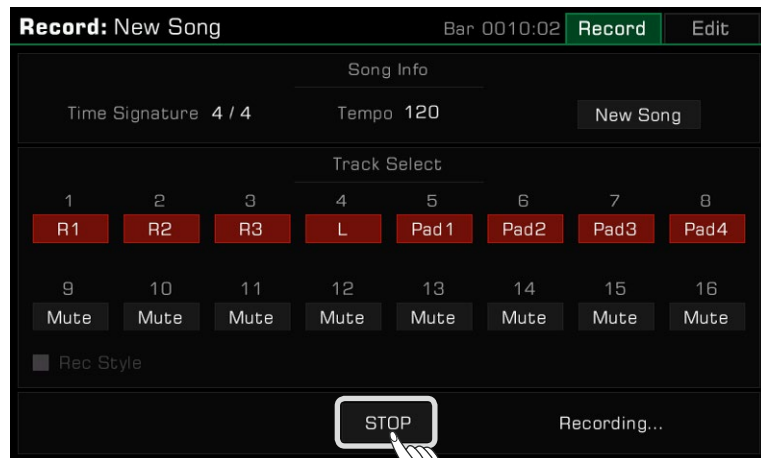 Record: New Song Bar 0010:02 Record Edit
Song Info
Time Signature 4 / 4 Tempo 120 New Song
Track Select
1 2 3 4 5 6 7 8
R1 R2 R3 L Pad1 Pad2 Pad3 Pad4
9 10 11 12 13 14 15 16
Mute Mute Mute Mute Mute Mute Mute Mute
Rec Style
STOP Recording...